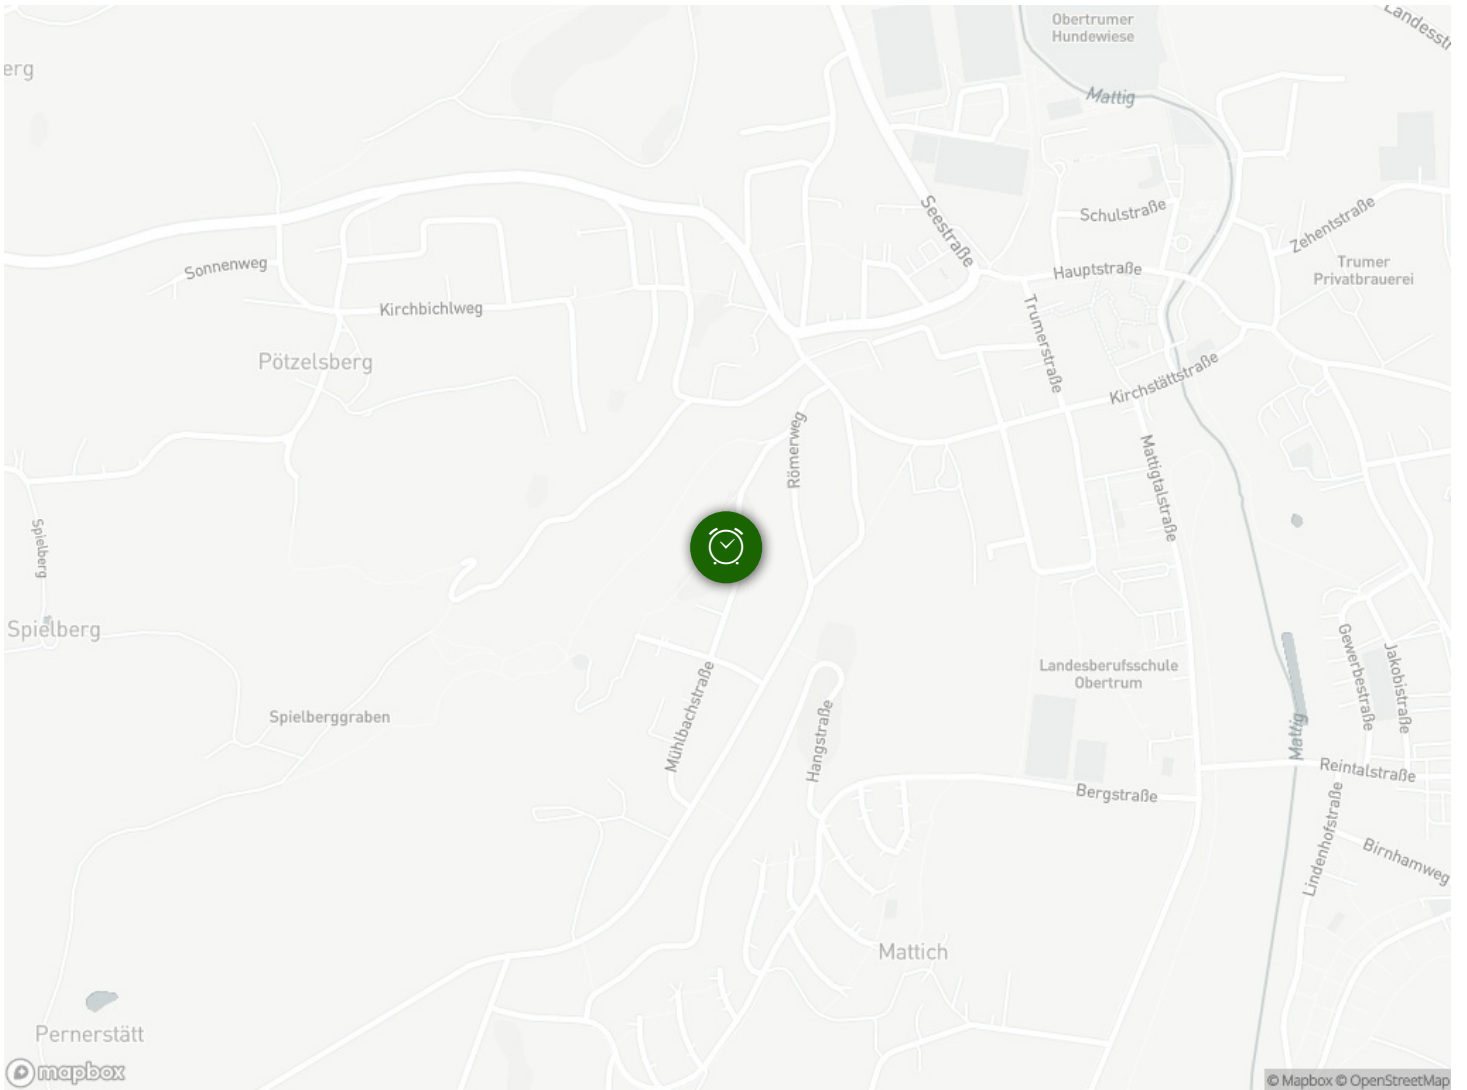 Obertrumer
Hundewiese
Landesstr
erg
Mattig
Seestraße
Schulstraße
Zehentstraße
Sonnenweg
Hauptstraße
Trumer
Privatbrauerei
Kirchbichlweg
Trumerstraße
Pötzelsberg
Kirchstättstraße
Römerweg
Mattigtalstraße
Spielberg
Spielberg
Gewerbestraße
Jakobistraße
Landesberufsschule
Obertrum
Mühlbachstraße
Spielberggraben
Hangstraße
Mattig
Reintalstraße
Bergstraße
Lindenhofstraße
Birnhamweg
Mattich
Pernerstätt
mapbox
© Mapbox © OpenStreetMap